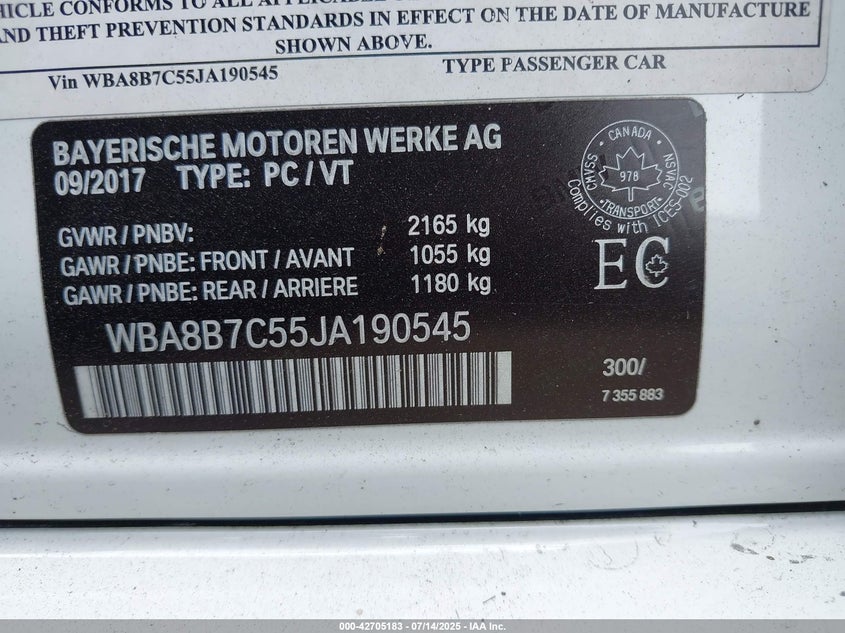 HICLE CONFORMS TO ALL APPLICABLE
AND THEFT PREVENTION STANDARDS IN EFFECT ON THE DATE OF MANUFACTURE
SHOWN ABOVE.
Vin WBA8B7C55JA190545 TYPE PASSENGER CAR
BAYERISCHE MOTOREN WERKE AG
09/2017 TYPE: PC / VT
GVWR / PNBV: 2165 kg
GAWR / PNBE: FRONT / AVANT 1055 kg
GAWR / PNBE: REAR / ARRIERE 1180 kg
CANADA
CMVSS NSVAC
978
TRANSPORT
Complies with ICES-002
EC
WBA8B7C55JA190545
300/
7 355 883
000-42705183 - 07/14/2025 - IAA Inc.